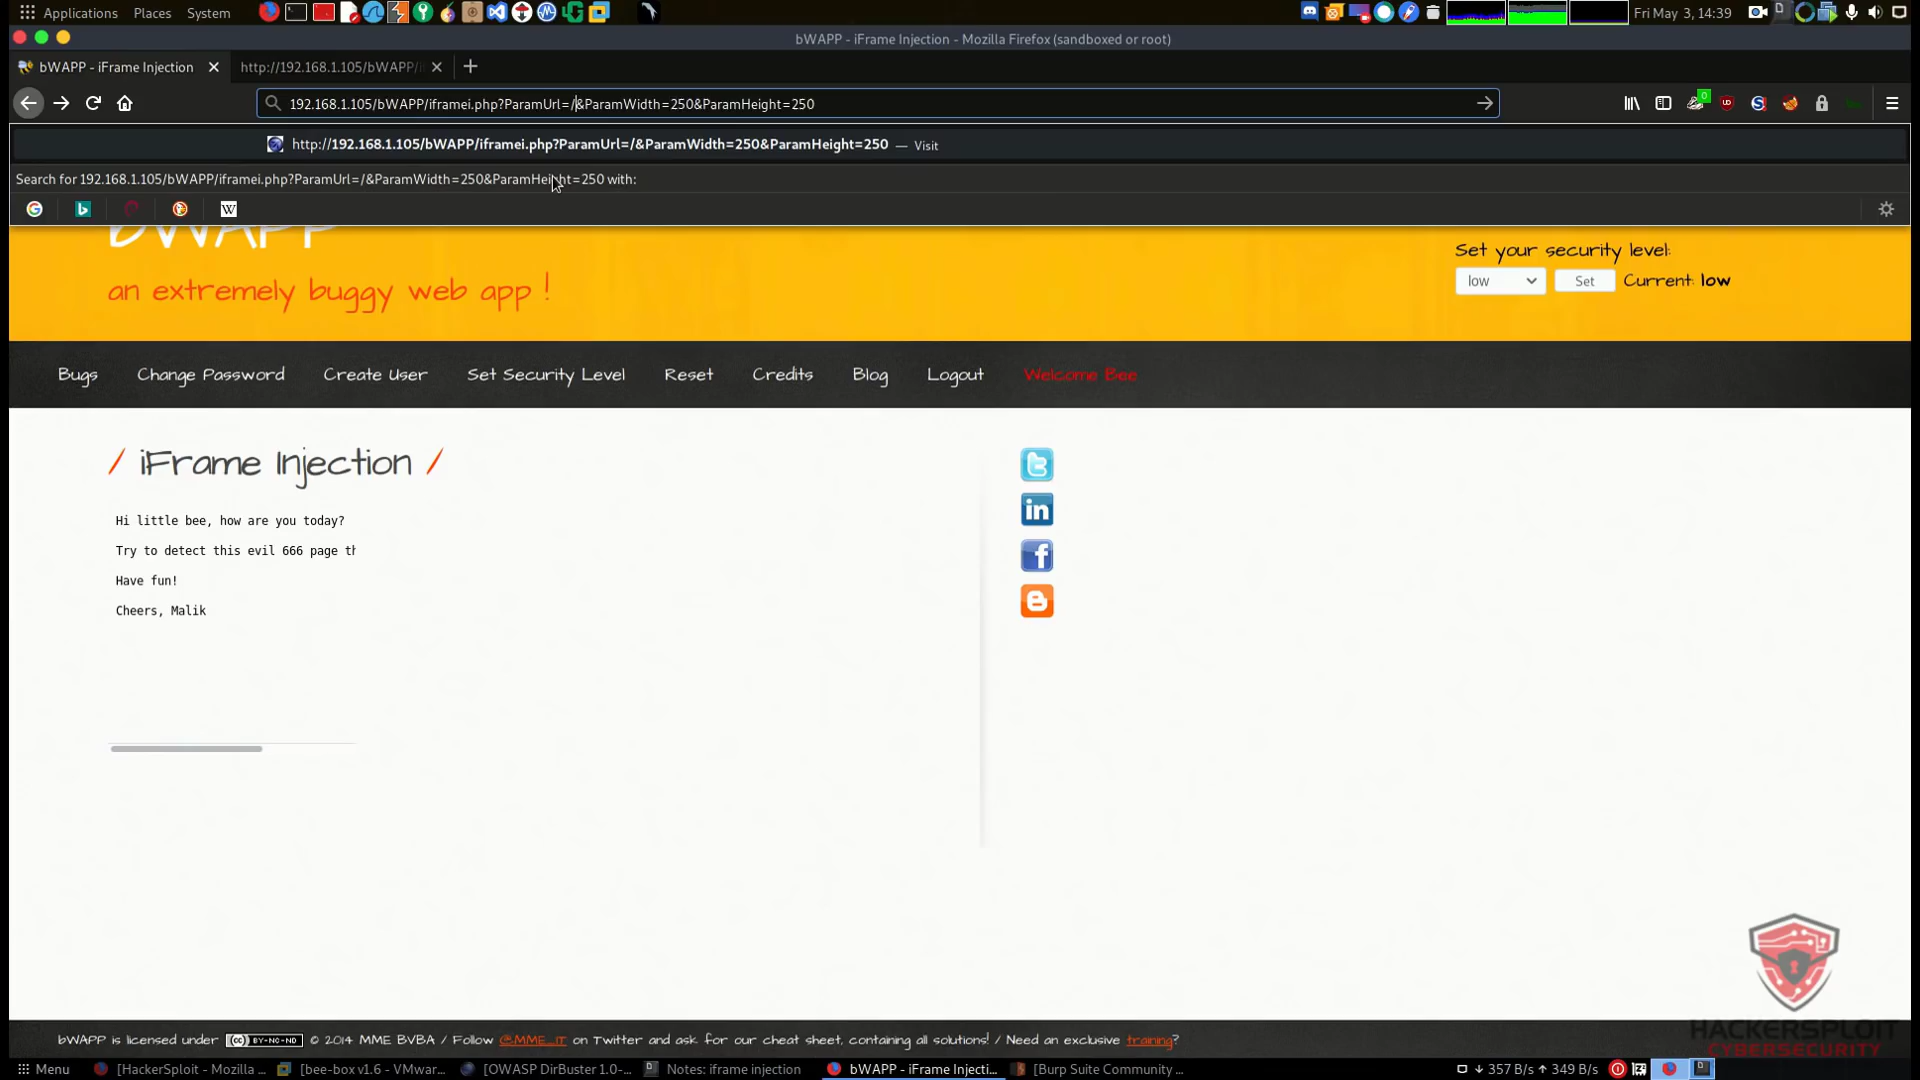 Applications Places System
Fri May 3, 14:39
bWAPP - iFrame Injection - Mozilla Firefox (sandboxed or root)
bWAPP - iFrame Injection
http://192.168.1.105/bWAPP/
192.168.1.105/bWAPP/iframei.php?ParamUrl=/&ParamWidth=250&ParamHeight=250
0
http://192.168.1.105/bWAPP/iframei.php?ParamUrl=/&ParamWidth=250&ParamHeight=250 — Visit
Search for 192.168.1.105/bWAPP/iframei.php?ParamUrl=/&ParamWidth=250&ParamHeight=250 with:
bWAPP
an extremely buggy web app !
Set your security level:
low Set Current: low
Bugs Change Password Create User Set Security Level Reset Credits Blog Logout Welcome Bee
/ iFrame Injection /
Hi little bee, how are you today?
Try to detect this evil 666 page th
Have fun!
Cheers, Malik
HACKERSPLOIT
CYBERSECURITY
bWAPP is licensed under (cc) BY-NC-ND © 2014 MME BVBA / Follow @MME_IT on Twitter and ask for our cheat sheet, containing all solutions! / Need an exclusive training?
Menu [HackerSploit - Mozilla ... [bee-box v1.6 - VMwar... [OWASP DirBuster 1.0-... Notes: iframe injection bWAPP - iFrame Injecti... [Burp Suite Community ... 357 B/s 349 B/s